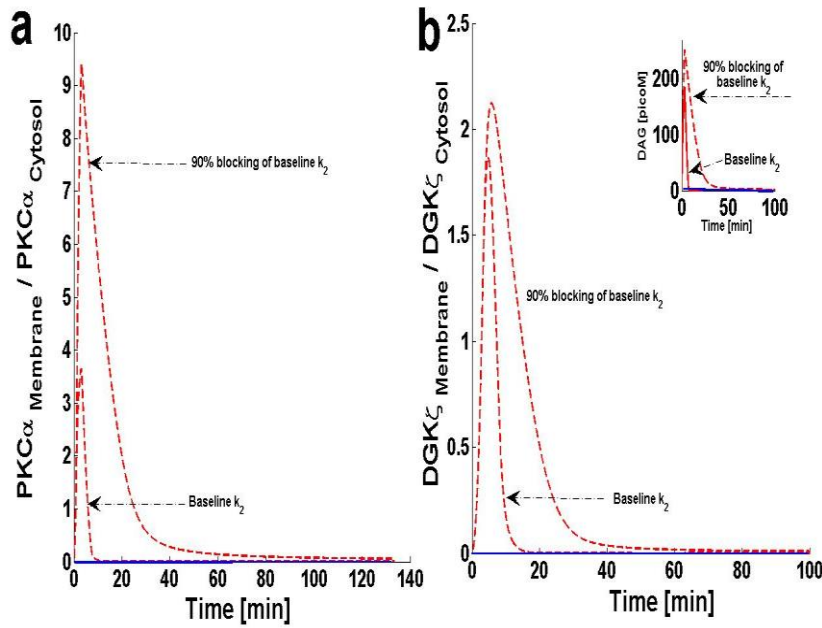 a
PKCα Membrane / PKCα Cytosol
10
9
8
7
6
5
4
3
2
1
0
90% blocking of baseline k2
Baseline k2
0 20 40 60 80 100 120 140
Time [min]
b
DGKζ Membrane / DGKζ Cytosol
2.5
2
1.5
1
0.5
0
90% blocking of baseline k2
Baseline k2
0 20 40 60 80 100
Time [min]
DAG [picoM]
200
100
0
90% blocking of
baseline k2
Baseline k2
0 50 100
Time [min]